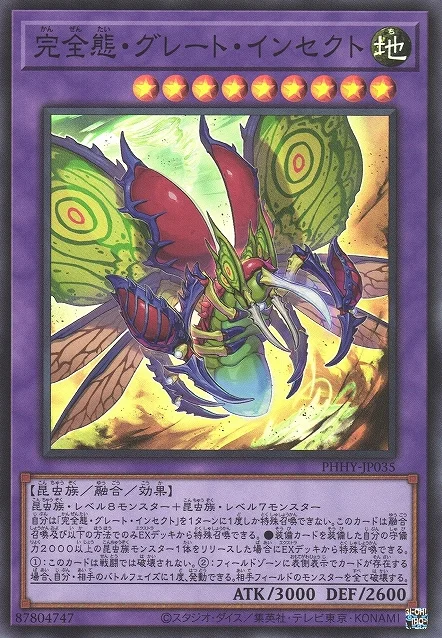 完全態・グレート・インセクト 地
PHHY-JP035
【昆虫族/融合/効果】
昆虫族・レベル8モンスター+昆虫族・レベル7モンスター
自分は「完全態・グレート・インセクト」を1ターンに1度しか特殊召喚できない。このカードは融合
召喚及び以下の方法でのみEXデッキから特殊召喚できる。●装備カードを装備した自分の守備
力2000以上の昆虫族モンスター1体をリリースした場合にEXデッキから特殊召喚できる。
①:このカードは戦闘では破壊されない。②:フィールドゾーンに表側表示でカードが存在する
場合、自分・相手のバトルフェイズに1度、発動できる。相手フィールドのモンスターを全て破壊する。
ATK/3000 DEF/2600
87804747 ©スタジオ・ダイス/集英社・テレビ東京・KONAMI